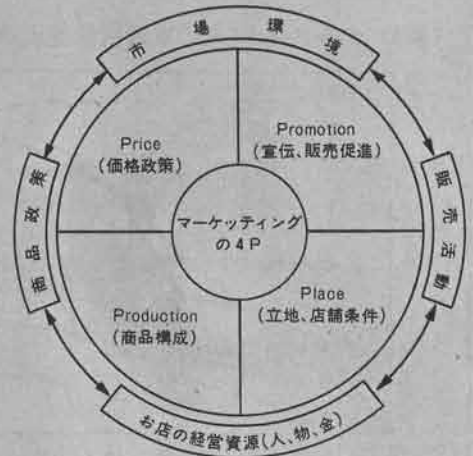 市場環境
Price
(価格政策)
Promotion
(宣伝、販売促進)
商品政策
マーケッティング
の4P
販売活動
Production
(商品構成)
Place
(立地、店舗条件)
お店の経営資源(人、物、金)